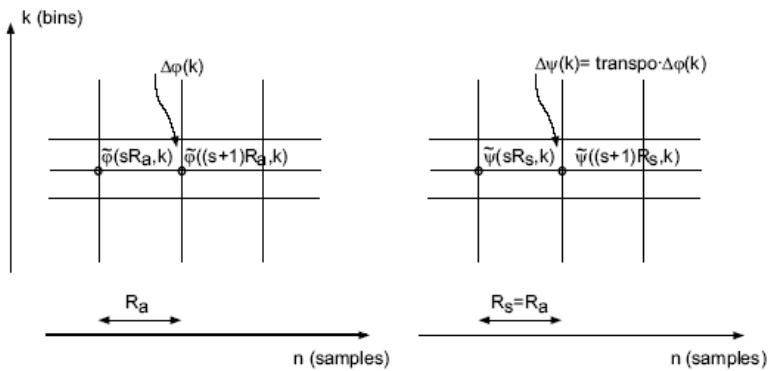 k (bins)
Δφ(k)
φ̃(sRₐ,k)
φ̃((s+1)Rₐ,k)
Rₐ
n (samples)
Δψ(k)= transpo·Δφ(k)
ψ̃(sRₛ,k)
ψ̃((s+1)Rₛ,k)
Rₛ=Rₐ
n (samples)